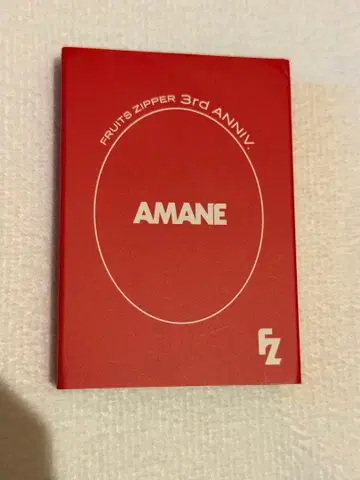 FRUITS ZIPPER 3rd ANNIV.
AMANE
FZ